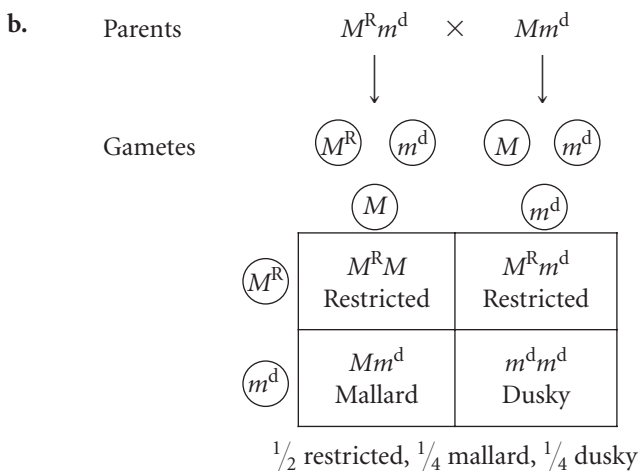 b. Parents M^R m^d × Mm^d
Gametes M^R m^d M m^d
M m^d
M^R M^R M M^R m^d
Restricted Restricted
m^d Mm^d m^d m^d
Mallard Dusky
1/2 restricted, 1/4 mallard, 1/4 dusky